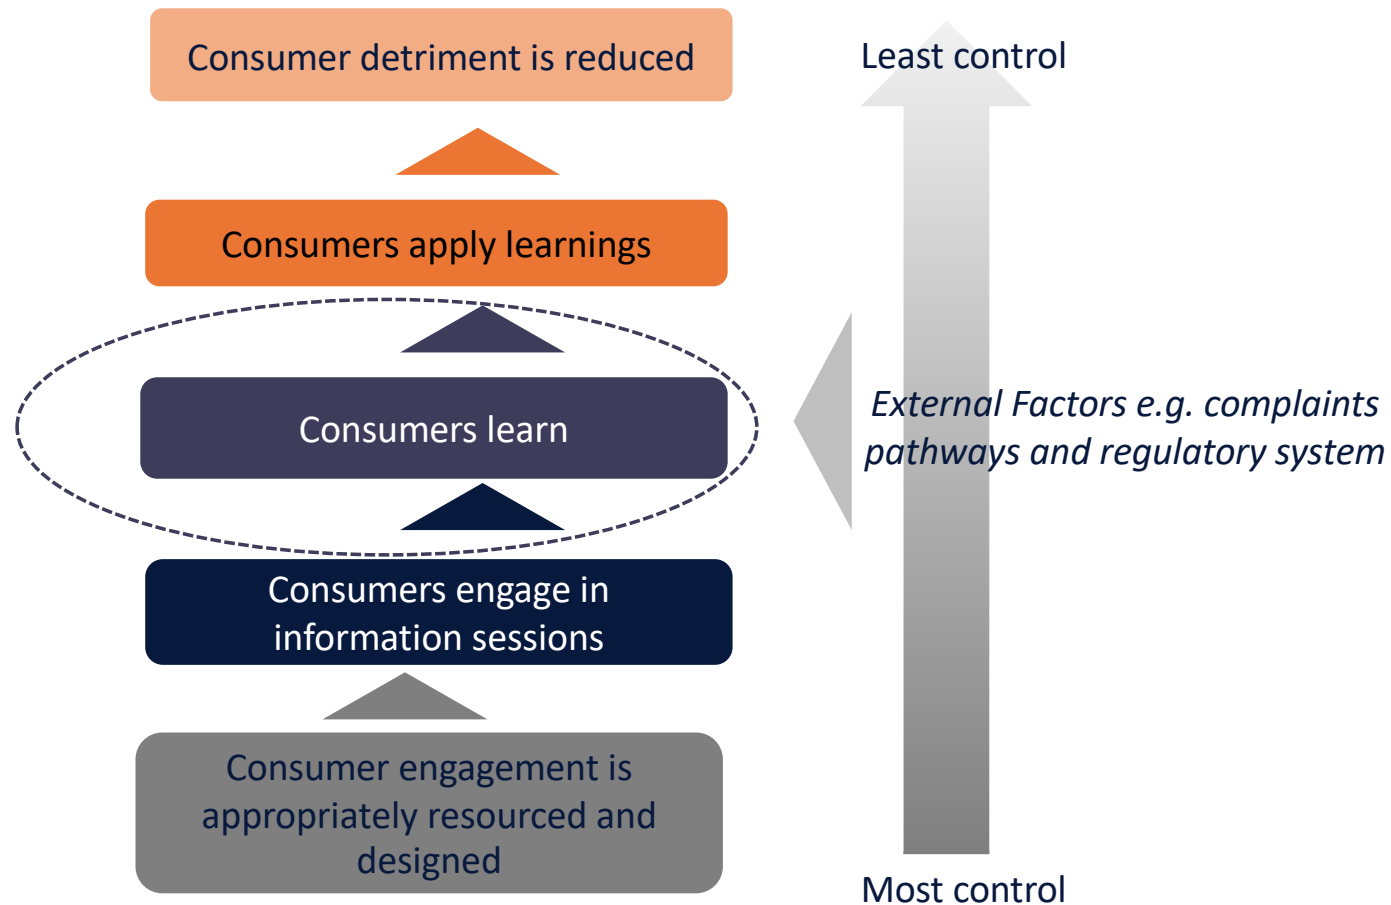 Consumer detriment is reduced
Least control
Consumers apply learnings
Consumers learn
External Factors e.g. complaints
pathways and regulatory system
Consumers engage in
information sessions
Consumer engagement is
appropriately resourced and
designed
Most control